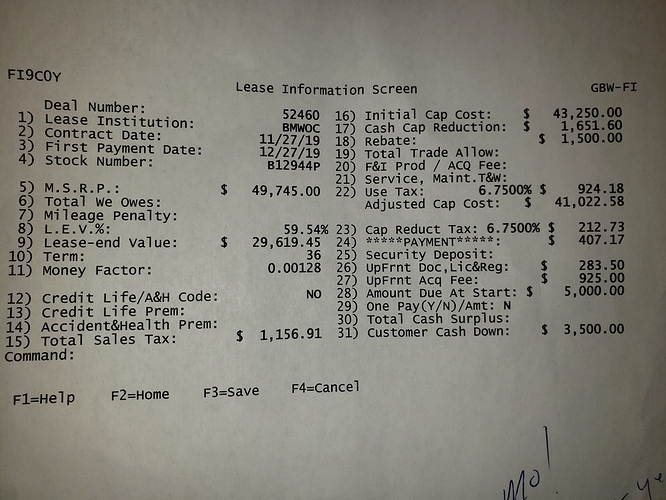 FI9C0Y
Lease Information Screen GBW-FI
Deal Number: 52460
1) Lease Institution: BMWOC
2) Contract Date: 11/27/19
3) First Payment Date: 12/27/19
4) Stock Number: B12944P
5) M.S.R.P.: $ 49,745.00
6) Total We Owes:
7) Mileage Penalty:
8) L.E.V.%: 59.54%
9) Lease-end Value: $ 29,619.45
10) Term: 36
11) Money Factor: 0.00128
12) Credit Life/A&H Code: NO
13) Credit Life Prem:
14) Accident&Health Prem:
15) Total Sales Tax: $ 1,156.91
Command:
16) Initial Cap Cost: $ 43,250.00
17) Cash Cap Reduction: $ 1,651.60
18) Rebate: $ 1,500.00
19) Total Trade Allow:
20) F&I Prod / ACQ Fee:
21) Service, Maint.T&W:
22) Use Tax: 6.7500% $ 924.18
Adjusted Cap Cost: $ 41,022.58
23) Cap Reduct Tax: 6.7500% $ 212.73
24) *****PAYMENT*****: $ 407.17
25) Security Deposit:
26) UpFrnt Doc,Lic&Reg: $ 283.50
27) UpFrnt Acq Fee: $ 925.00
28) Amount Due At Start: $ 5,000.00
29) One Pay(Y/N)/Amt: N
30) Total Cash Surplus:
31) Customer Cash Down: $ 3,500.00
F1=Help F2=Home F3=Save F4=Cancel
Mo!